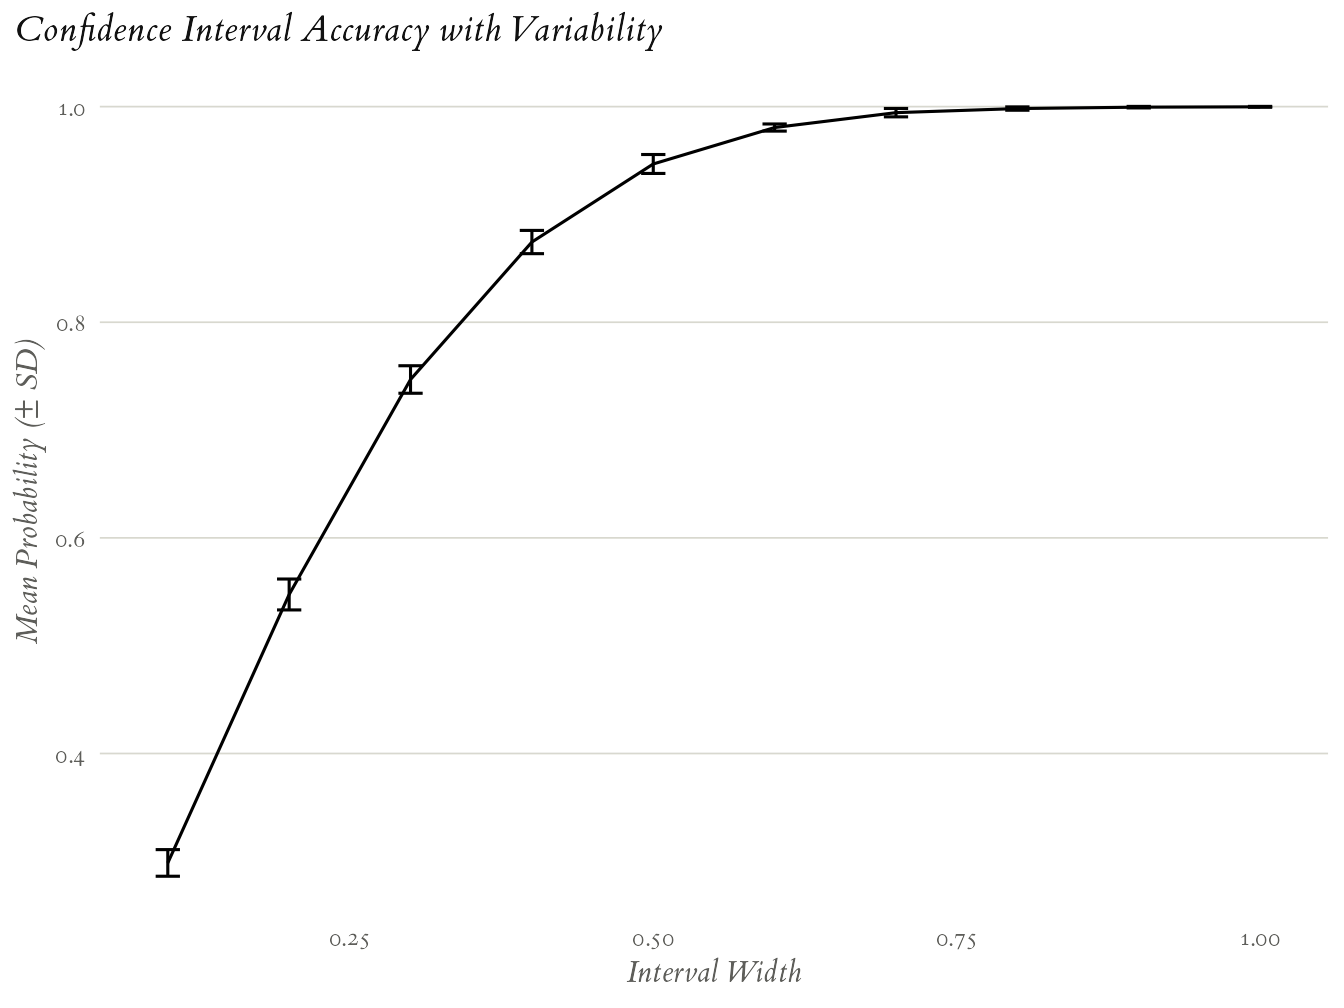 Confidence Interval Accuracy with Variability
1.0
0.8
0.6
0.4
Mean Probability (± SD)
0.25 0.50 0.75 1.00
Interval Width